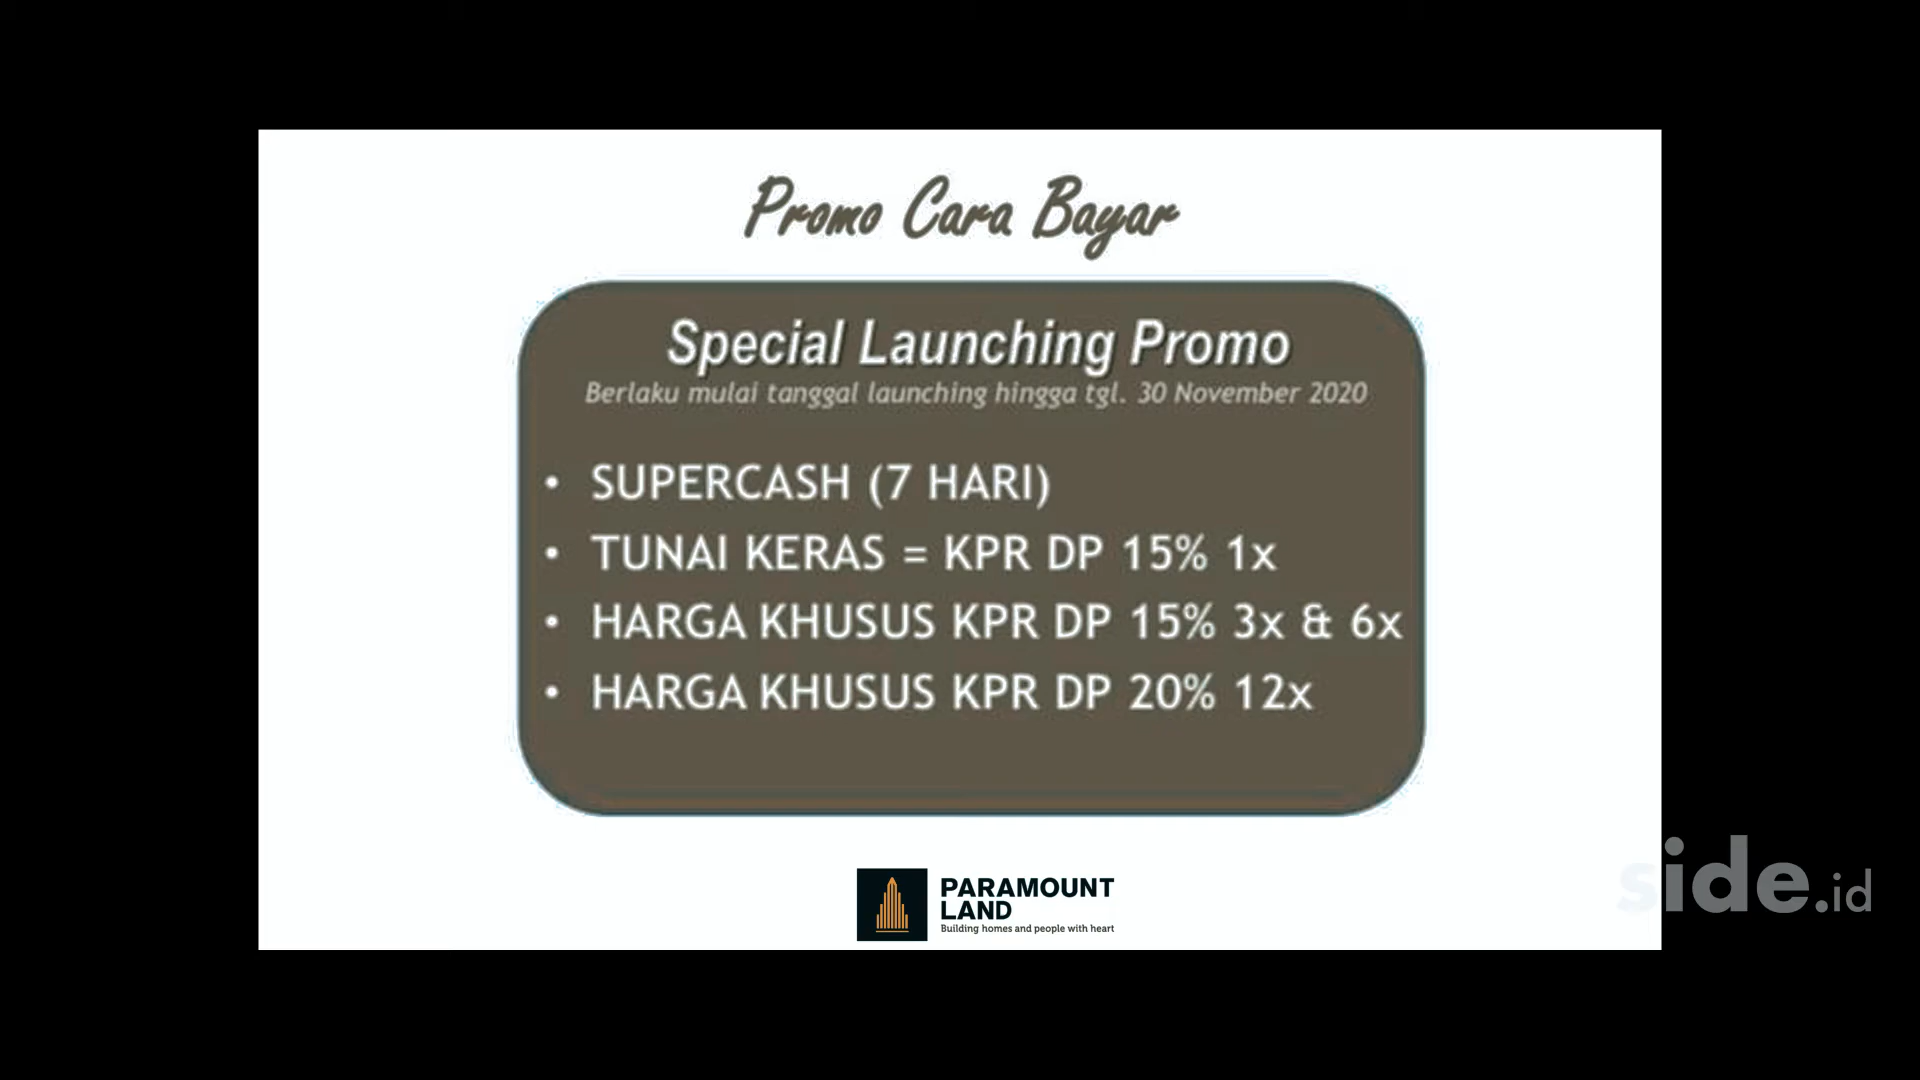 Promo Cara Bayar
Special Launching Promo
Berlaku mulai tanggal launching hingga tgl. 30 November 2020
• SUPERCASH (7 HARI)
• TUNAI KERAS = KPR DP 15% 1x
• HARGA KHUSUS KPR DP 15% 3x & 6x
• HARGA KHUSUS KPR DP 20% 12x
PARAMOUNT
LAND
Building homes and people with heart
side.id